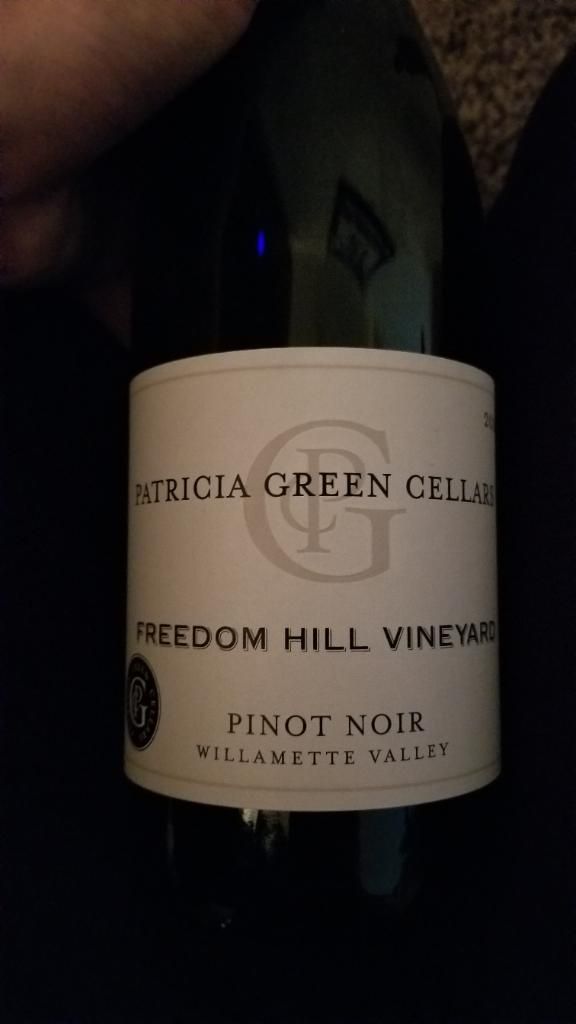 PATRICIA GREEN CELLARS
FREEDOM HILL VINEYARD
PINOT NOIR
WILLAMETTE VALLEY